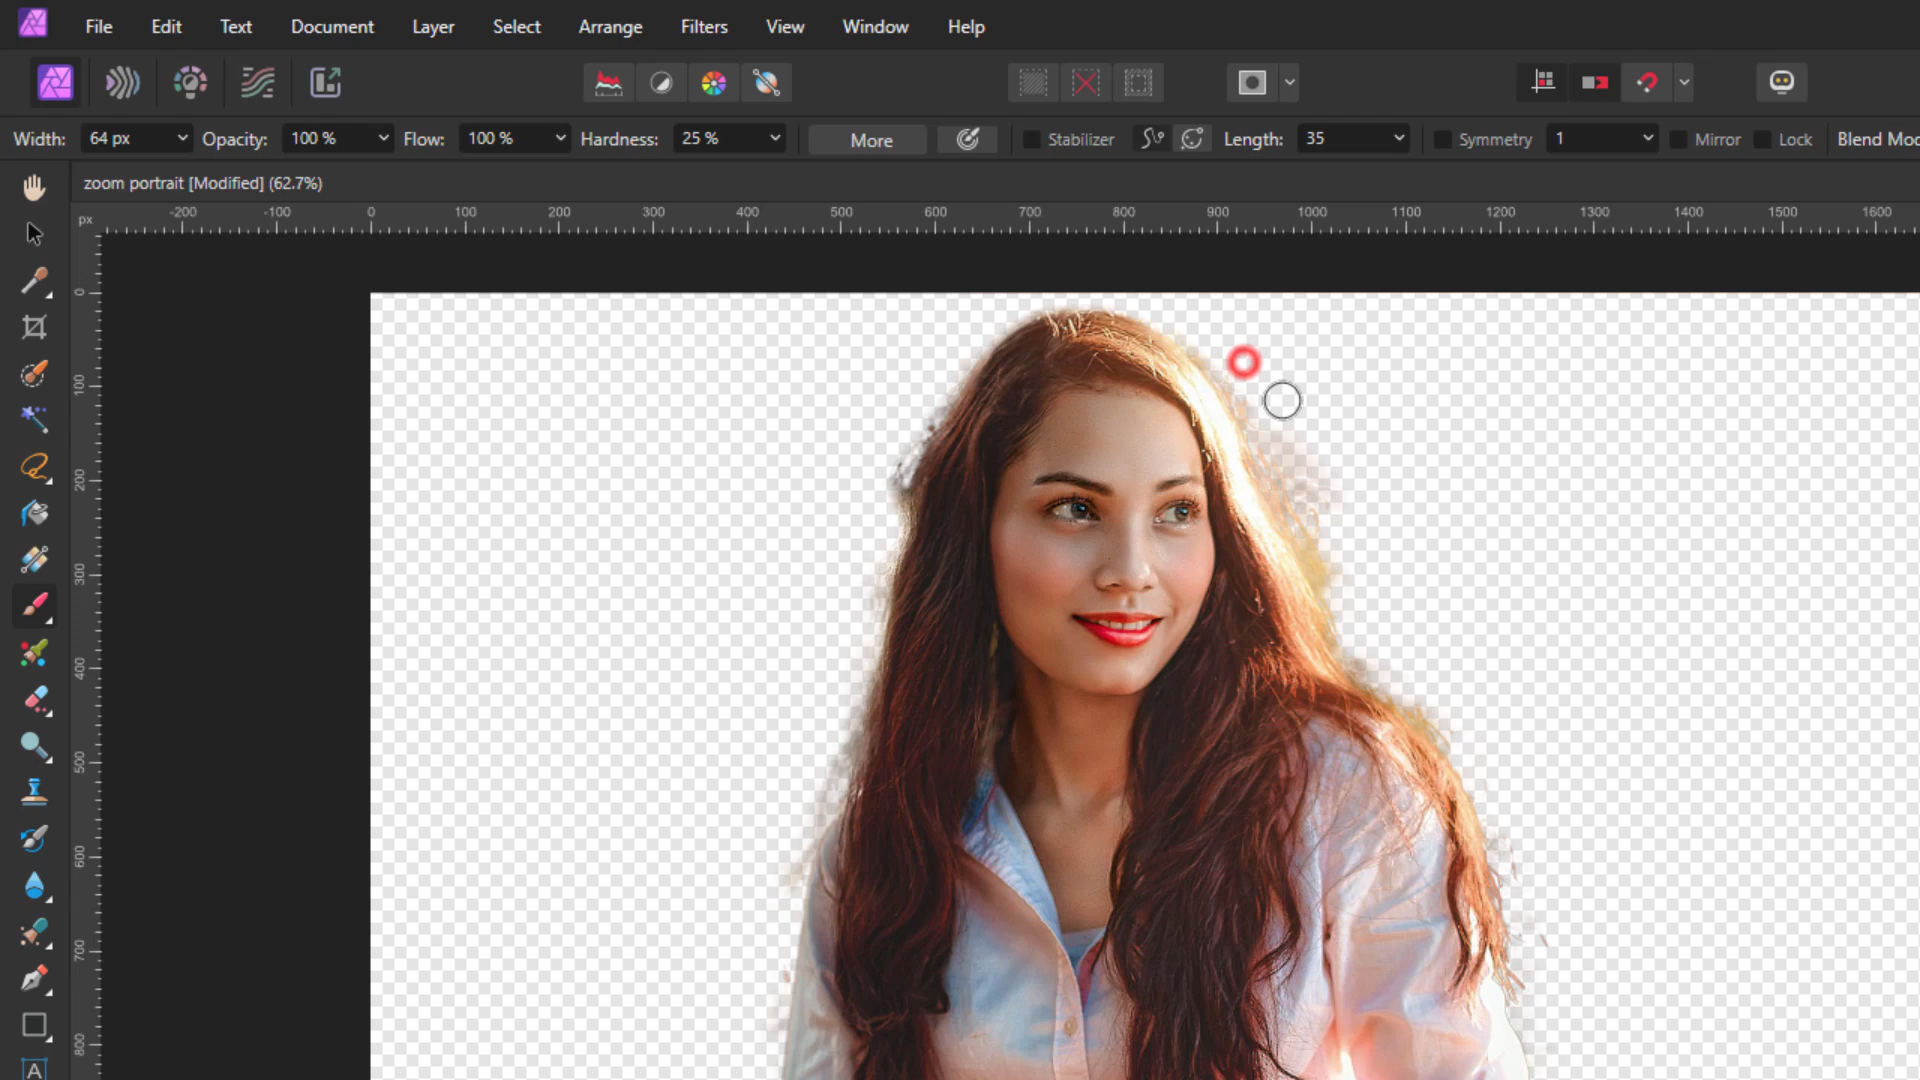 File Edit Text Document Layer Select Arrange Filters View Window Help
Width: 64 px Opacity: 100 % Flow: 100 % Hardness: 25 % More Stabilizer Length: 35 Symmetry 1 Mirror Lock Blend Moc
zoom portrait [Modified] (62.7%)
px -200 -100 0 100 200 300 400 500 600 700 800 900 1000 1100 1200 1300 1400 1500 1600
0
100
200
300
400
500
600
700
800
A